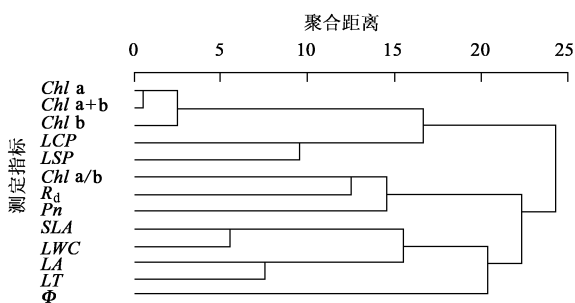 聚合距离
0 5 10 15 20 25
测定指标
Chl a
Chl a+b
Chl b
LCP
LSP
Chl a/b
Rd
Pn
SLA
LWC
LA
LT
Φ